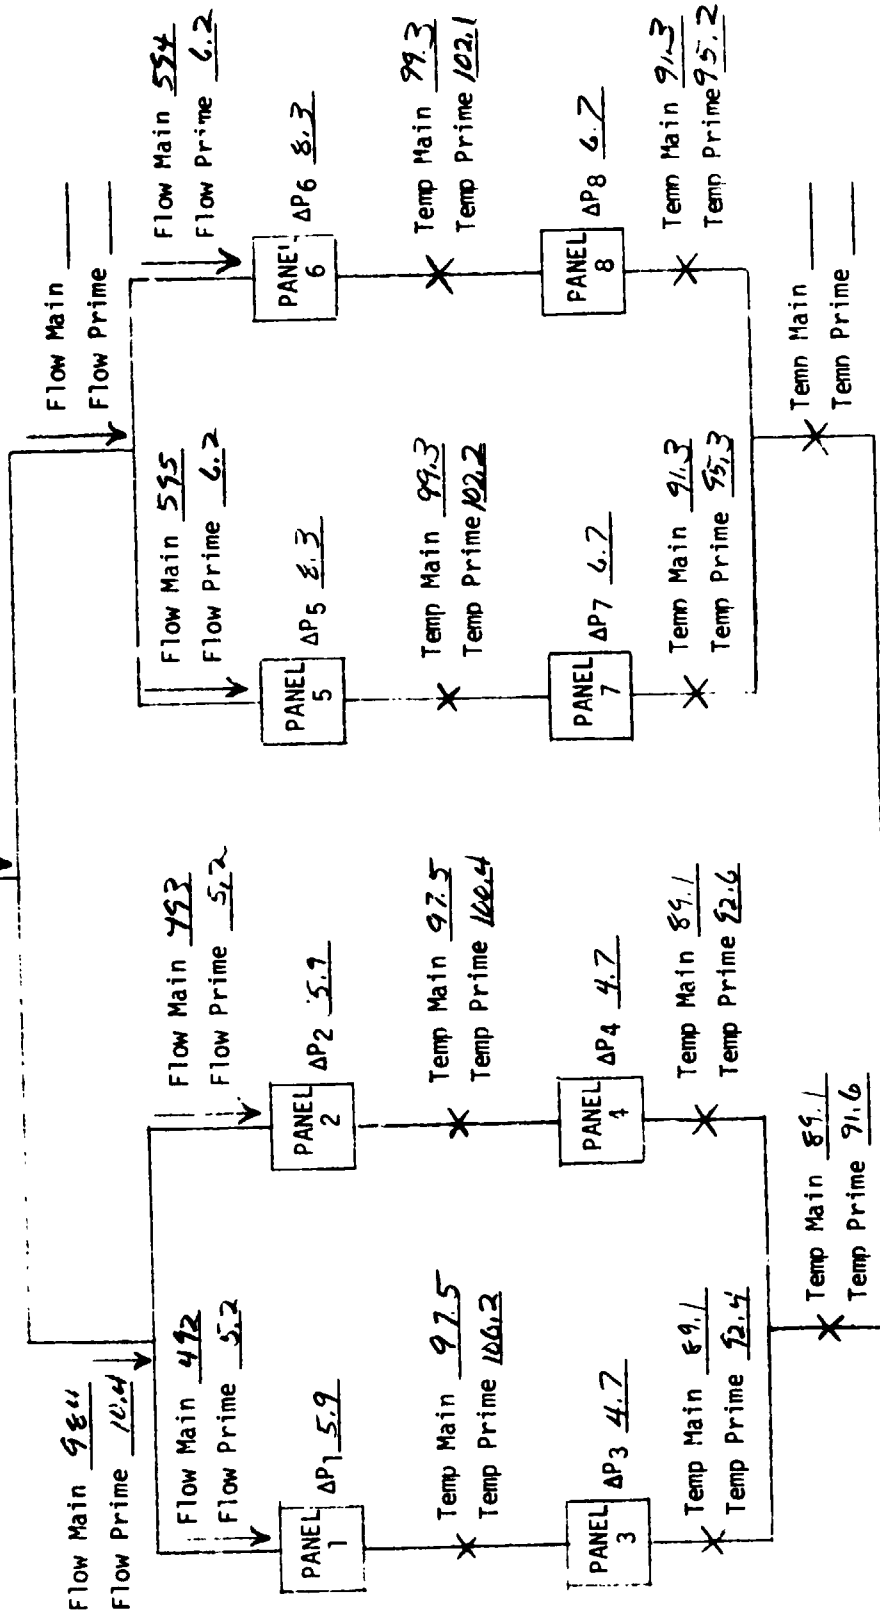 Flow Main
Flow Prime
Flow Main 984
Flow Prime 10.4
Flow Main 492
Flow Prime 5.2
Flow Main 493
Flow Prime 5.2
Flow Main 595
Flow Prime 6.2
Flow Main 594
Flow Prime 6.2
PANEL
1
ΔP1 5.9
PANEL
2
ΔP2 5.9
PANEL
5
ΔP5 8.3
PANEL
6
ΔP6 8.3
Temp Main 97.5
Temp Prime 100.2
Temp Main 97.5
Temp Prime 100.4
Temp Main 99.3
Temp Prime 102.2
Temp Main 99.3
Temp Prime 102.1
PANEL
3
ΔP3 4.7
PANEL
4
ΔP4 4.7
PANEL
7
ΔP7 6.7
PANEL
8
ΔP8 6.7
Temp Main 89.1
Temp Prime 92.4
Temp Main 89.1
Temp Prime 92.6
Temp Main 91.3
Temp Prime 95.3
Temp Main 91.3
Temp Prime 95.2
Temp Main 89.1
Temp Prime 91.6
Temp Main
Temp Prime